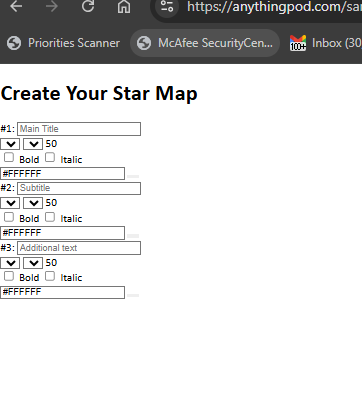 https://anythingpod.com/sa
Priorities Scanner
McAfee SecurityCen...
100+
Inbox (30
Create Your Star Map
#1: Main Title
50
Bold Italic
#FFFFFF
#2: Subtitle
50
Bold Italic
#FFFFFF
#3: Additional text
50
Bold Italic
#FFFFFF